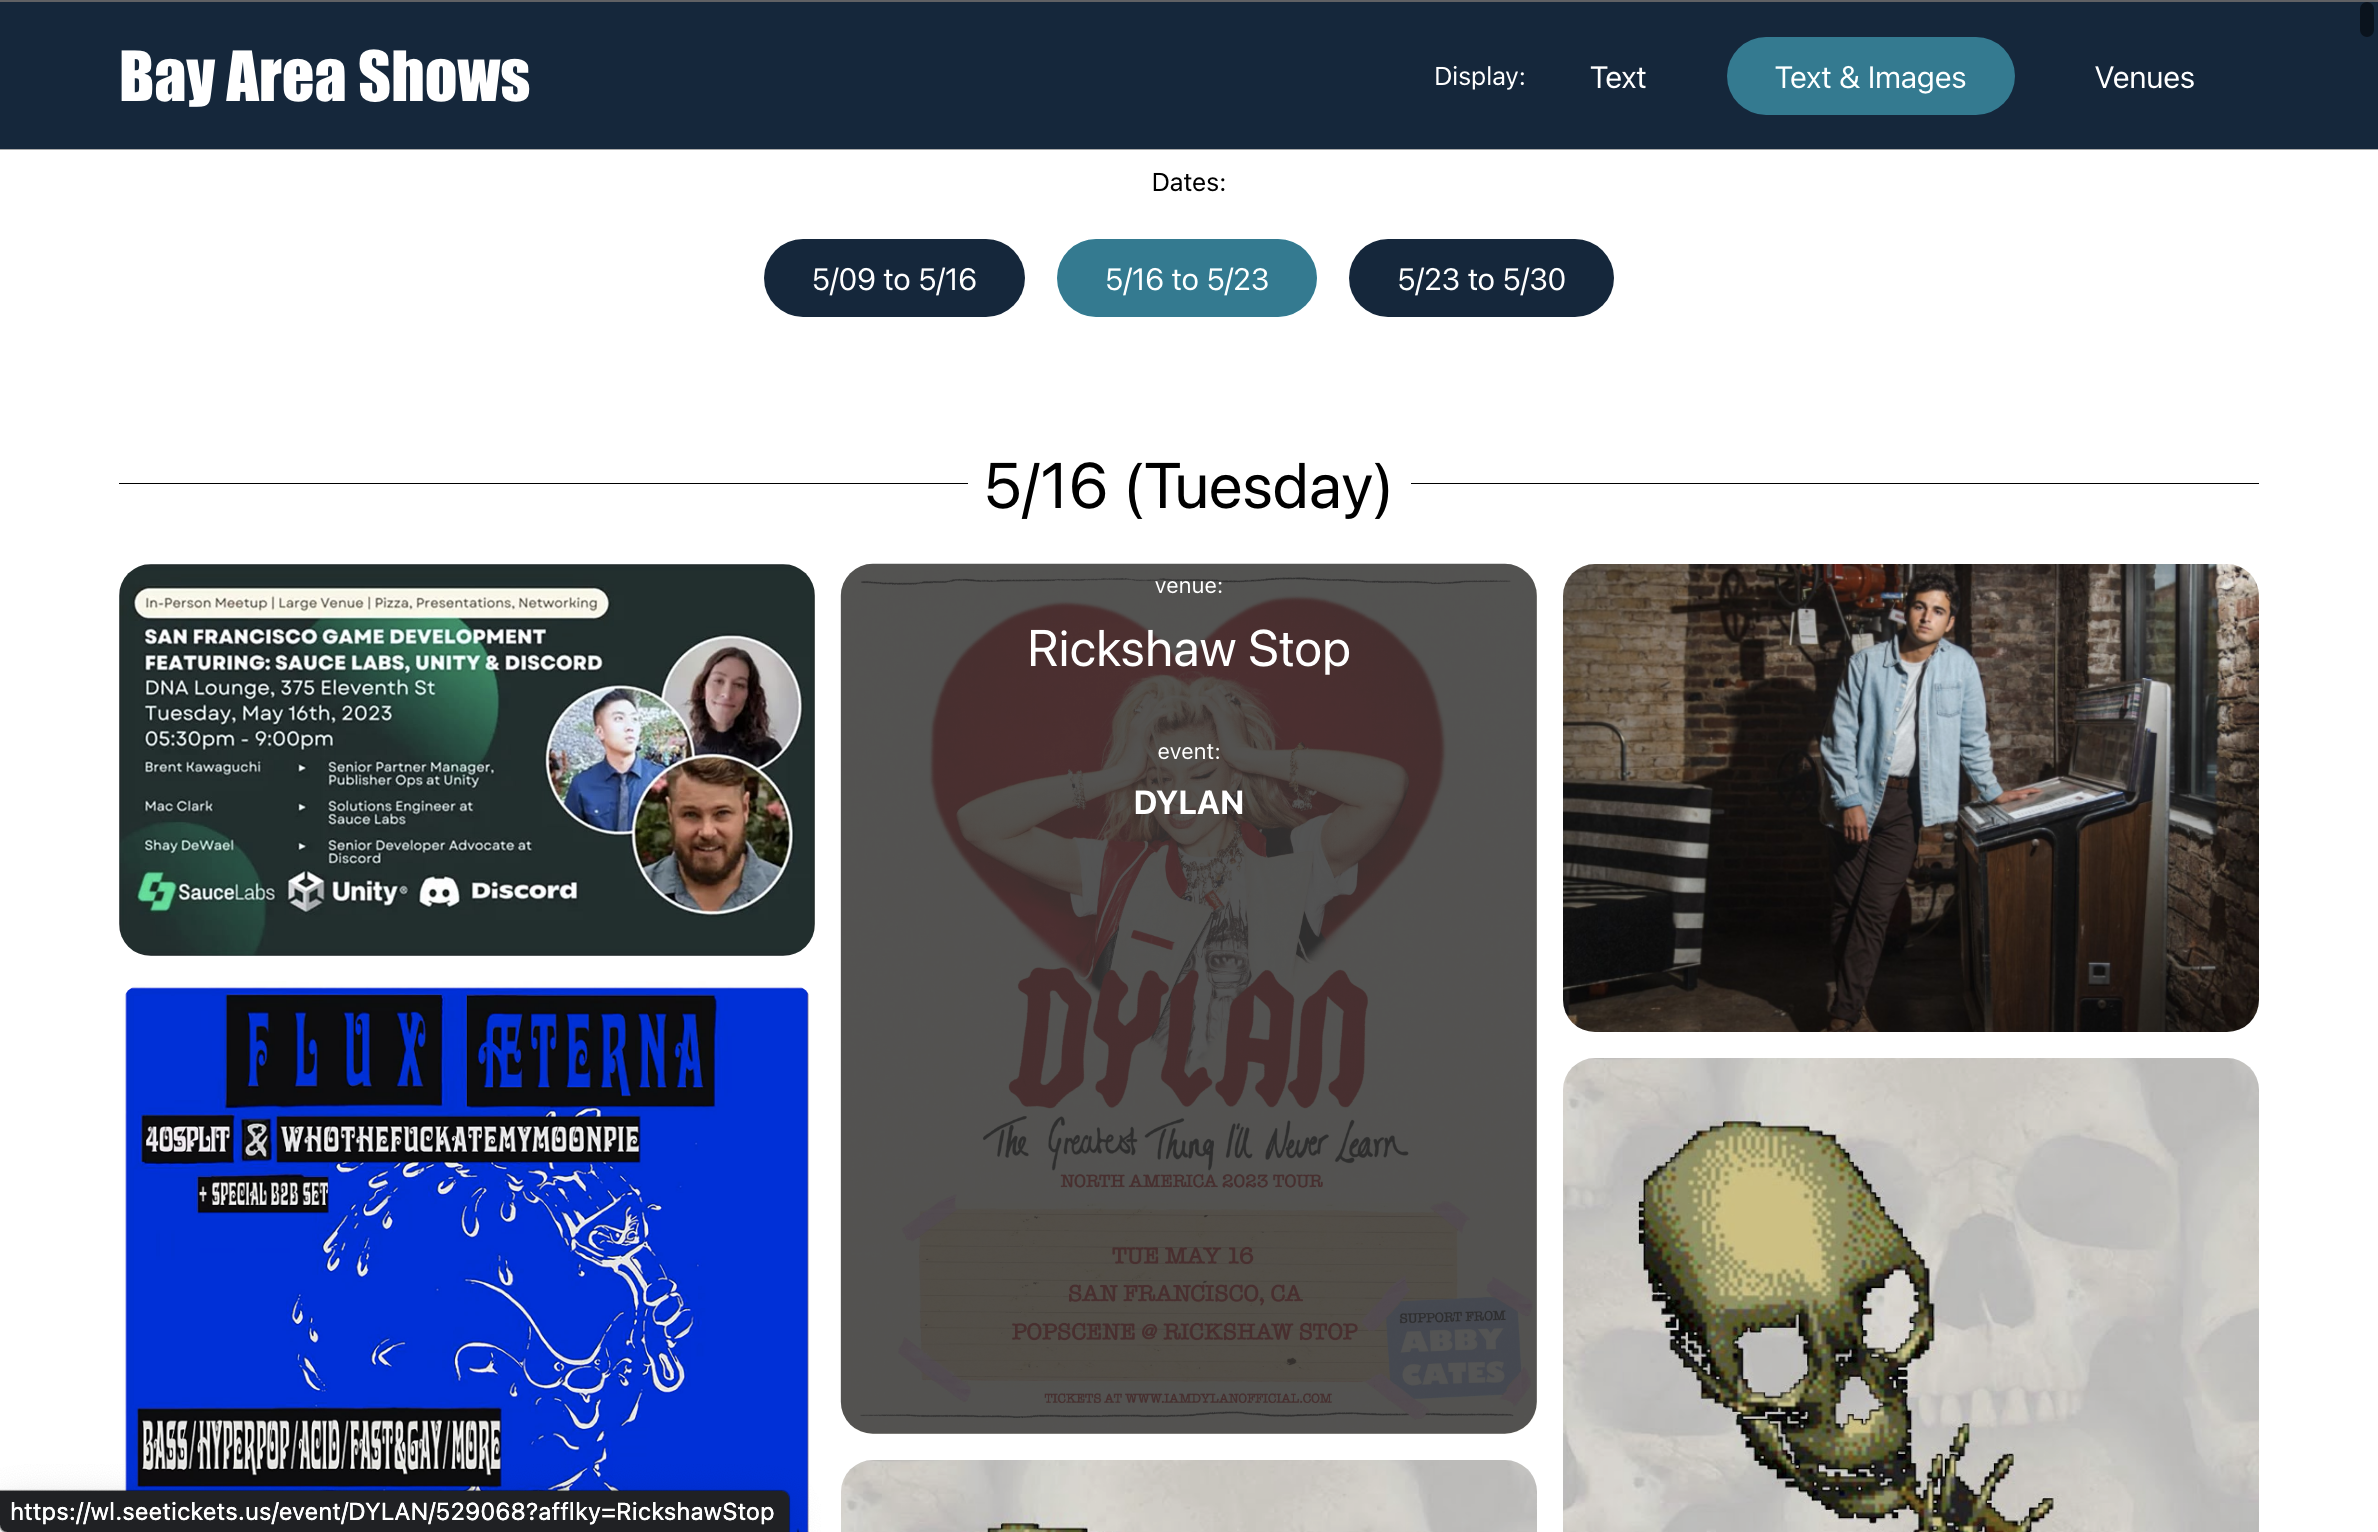 Bay Area Shows
Display:
Text
Text & Images
Venues
Dates:
5/09 to 5/16
5/16 to 5/23
5/23 to 5/30
5/16 (Tuesday)
In-Person Meetup | Large Venue | Pizza, Presentations, Networking
SAN FRANCISCO GAME DEVELOPMENT
FEATURING: SAUCE LABS, UNITY & DISCORD
DNA Lounge, 375 Eleventh St
Tuesday, May 16th, 2023
05:30pm - 9:00pm
Brent Kawaguchi ▸ Senior Partner Manager,
Publisher Ops at Unity
Mac Clark ▸ Solutions Engineer at
Sauce Labs
Shay DeWael ▸ Senior Developer Advocate at
Discord
SauceLabs
Unity®
Discord
FLUX ÆTERNA
40SPLIT & WHOTHEFUCKATEMYMOONPIE
+ SPECIAL B2B SET
BASS/HYPERPOP/ACID/FAST&GAY/MORE
venue:
Rickshaw Stop
event:
DYLAN
DYLAN
The Greatest Thing I'll Never Learn
NORTH AMERICA 2023 TOUR
TUE MAY 16
SAN FRANCISCO, CA
POPSCENE @ RICKSHAW STOP
SUPPORT FROM
ABBY
CATES
TICKETS AT WWW.IAMDYLANOFFICIAL.COM
https://wl.seetickets.us/event/DYLAN/529068?afflky=RickshawStop